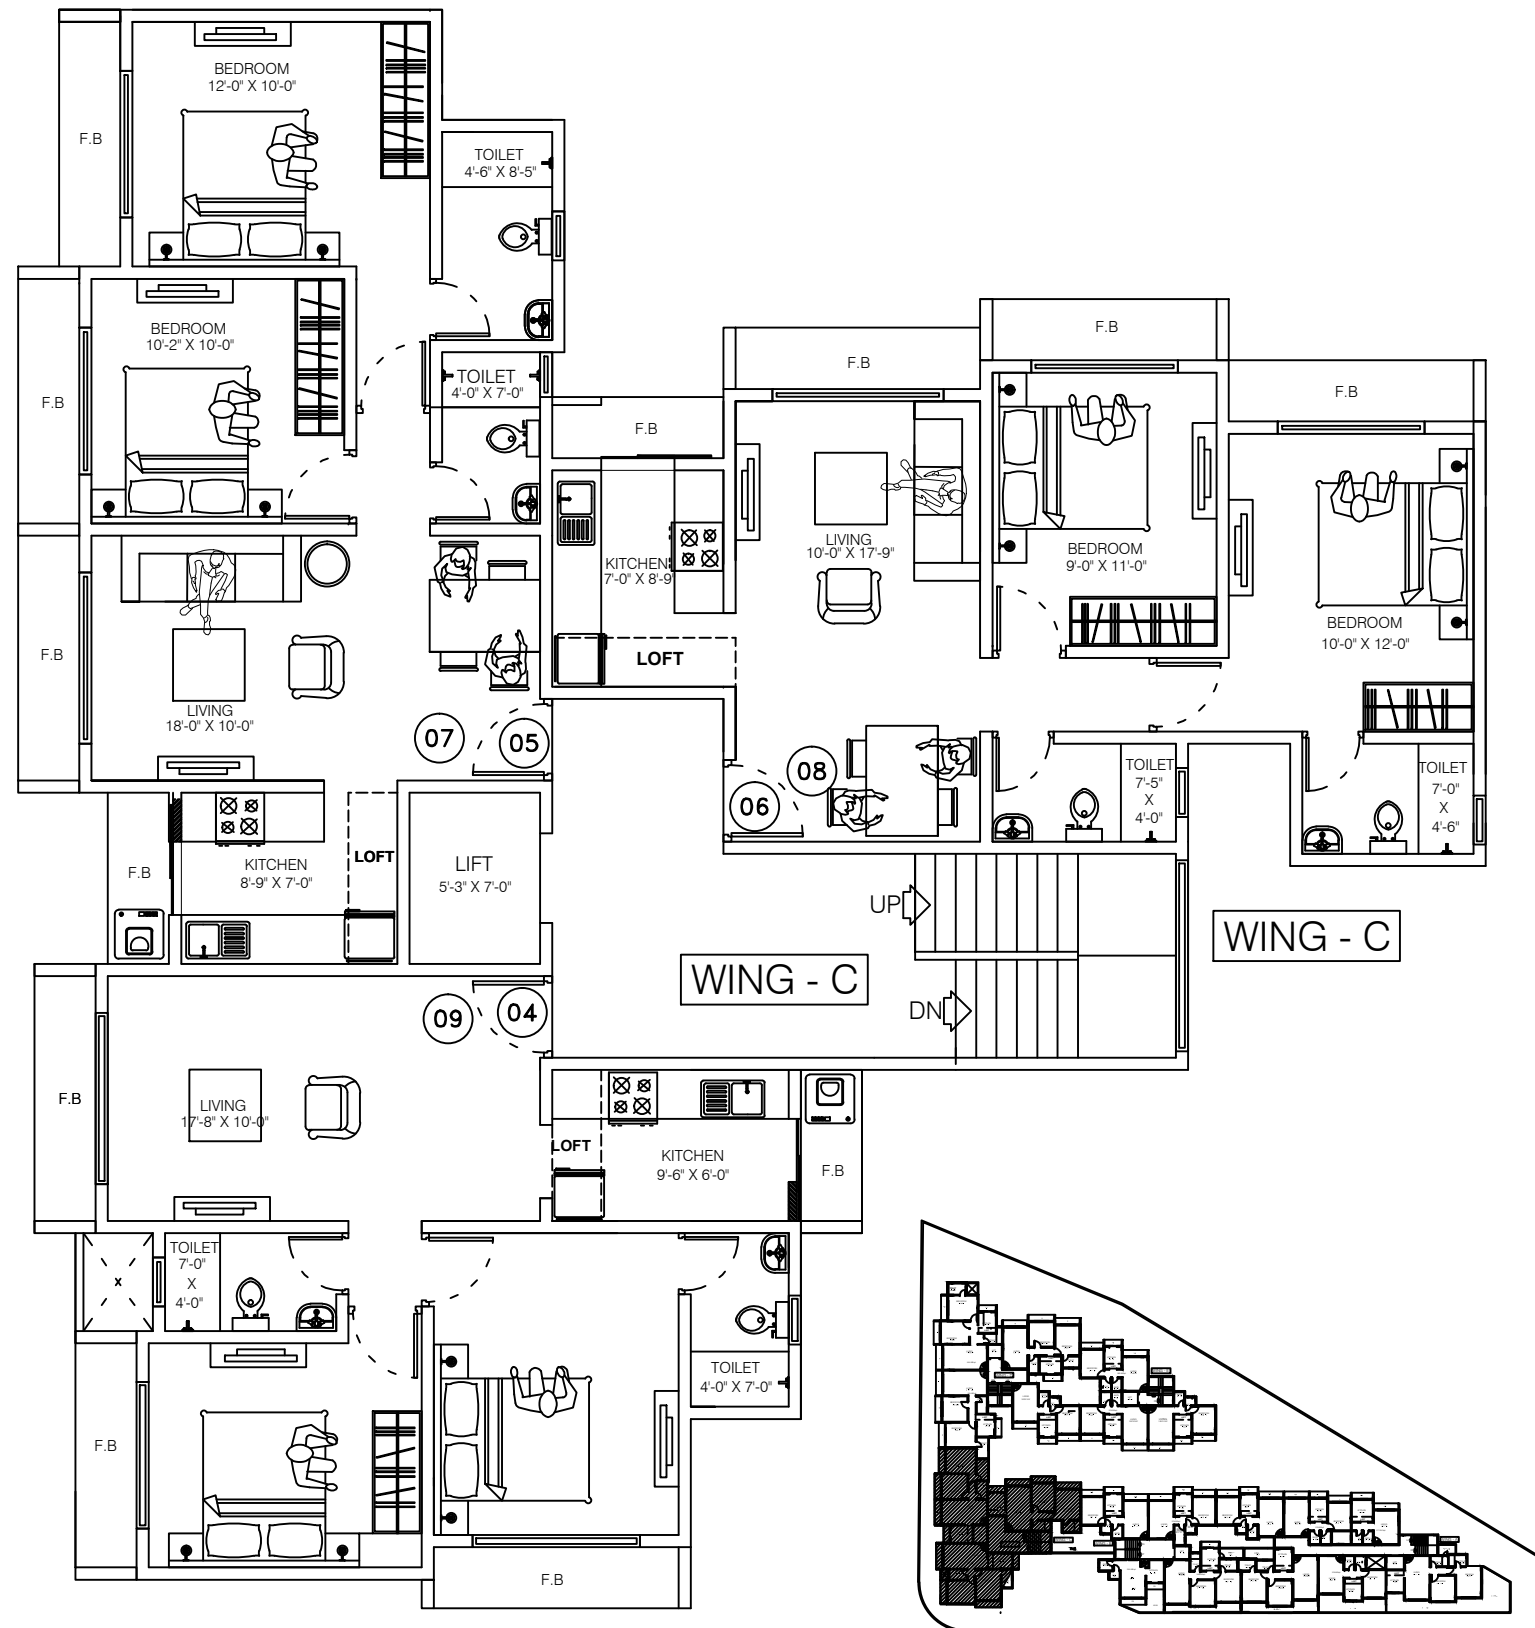 BEDROOM
12'-0" X 10'-0"
F.B
TOILET
4'-6" X 8'-5"
BEDROOM
10'-2" X 10'-0"
F.B
TOILET
4'-0" X 7'-0"
F.B
LIVING
18'-0" X 10'-0"
07
05
KITCHEN
8'-9" X 7'-0"
LOFT
F.B
LIFT
5'-3" X 7'-0"
F.B
KITCHEN
7'-0" X 8'-9"
LOFT
F.B
LIVING
10'-0" X 17'-9"
F.B
BEDROOM
9'-0" X 11'-0"
F.B
BEDROOM
10'-0" X 12'-0"
08
06
TOILET
7'-5"
X
4'-0"
TOILET
7'-0"
X
4'-6"
UP
DN
WING - C
WING - C
09
04
F.B
LIVING
17'-8" X 10'-0"
LOFT
KITCHEN
9'-6" X 6'-0"
F.B
TOILET
7'-0"
X
4'-0"
X
TOILET
4'-0" X 7'-0"
F.B
F.B